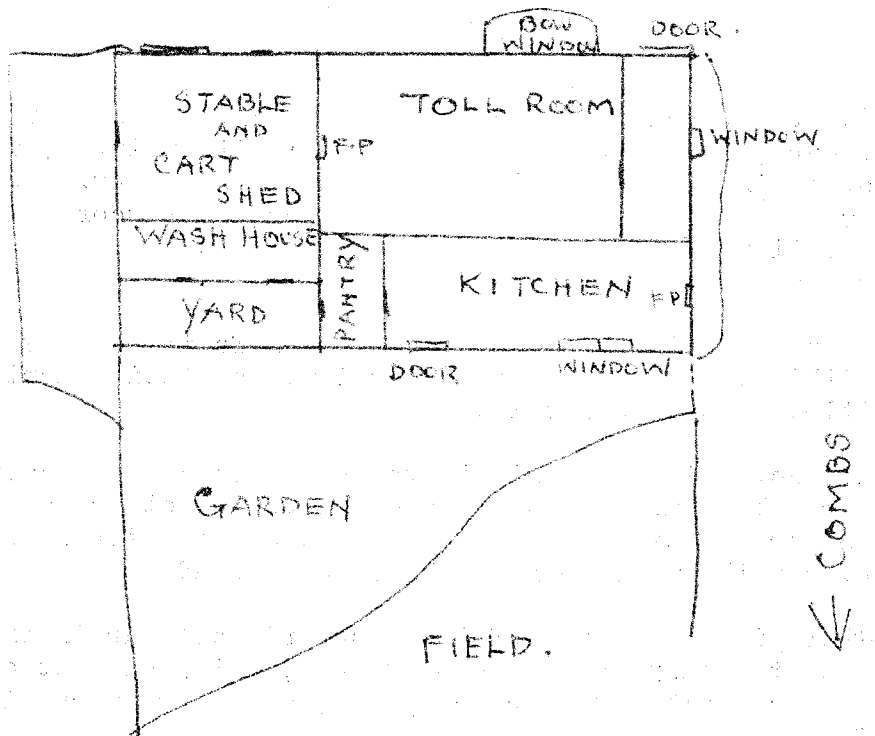 BOW
WINDOW
DOOR.
STABLE
AND
CART
SHED
F.P
TOLL ROOM
WINDOW
WASH HOUSE
PANTRY
KITCHEN
FP
YARD
DOOR
WINDOW
GARDEN
← COMBS
FIELD.